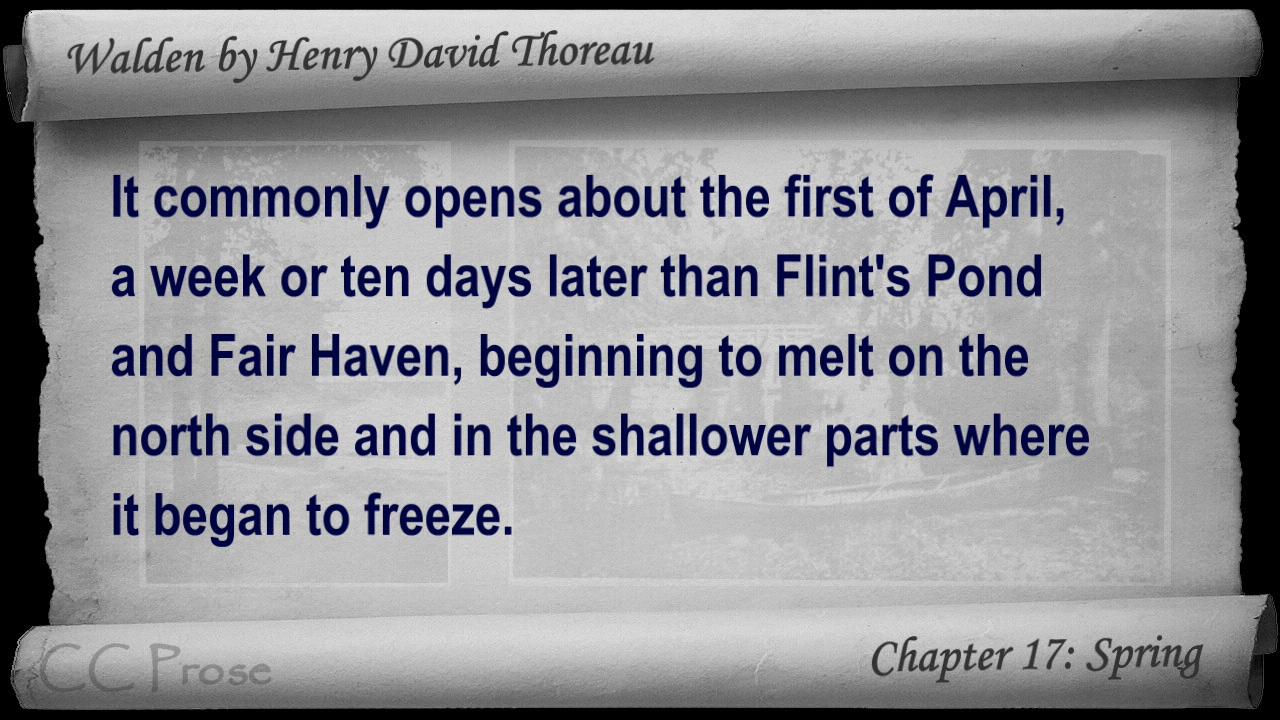 Walden by Henry David Thoreau
It commonly opens about the first of April,
a week or ten days later than Flint's Pond
and Fair Haven, beginning to melt on the
north side and in the shallower parts where
it began to freeze.
CC Prose
Chapter 17: Spring